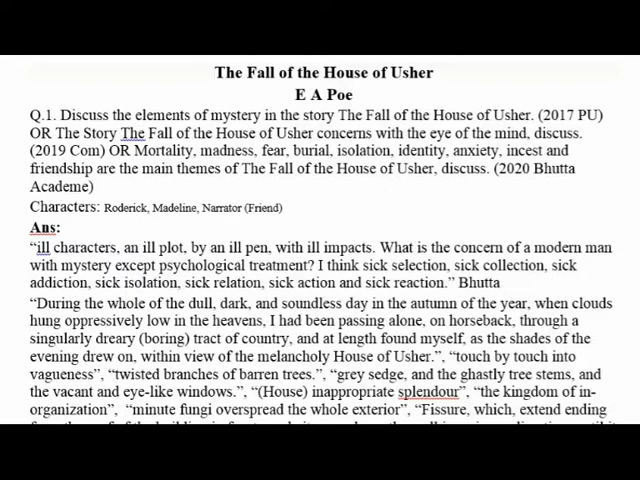 The Fall of the House of Usher
E A Poe
Q.1. Discuss the elements of mystery in the story The Fall of the House of Usher. (2017 PU)
OR The Story The Fall of the House of Usher concerns with the eye of the mind, discuss.
(2019 Com) OR Mortality, madness, fear, burial, isolation, identity, anxiety, incest and
friendship are the main themes of The Fall of the House of Usher, discuss. (2020 Bhutta
Academe)
Characters: Roderick, Madeline, Narrator (Friend)
Ans:
“ill characters, an ill plot, by an ill pen, with ill impacts. What is the concern of a modern man
with mystery except psychological treatment? I think sick selection, sick collection, sick
addiction, sick isolation, sick relation, sick action and sick reaction.” Bhutta
“During the whole of the dull, dark, and soundless day in the autumn of the year, when clouds
hung oppressively low in the heavens, I had been passing alone, on horseback, through a
singularly dreary (boring) tract of country, and at length found myself, as the shades of the
evening drew on, within view of the melancholy House of Usher.”, “touch by touch into
vagueness”, “twisted branches of barren trees.”, “grey sedge, and the ghastly tree stems, and
the vacant and eye-like windows.”, “(House) inappropriate splendour”, “the kingdom of in-
organization”, “minute fungi overspread the whole exterior”, “Fissure, which, extend ending